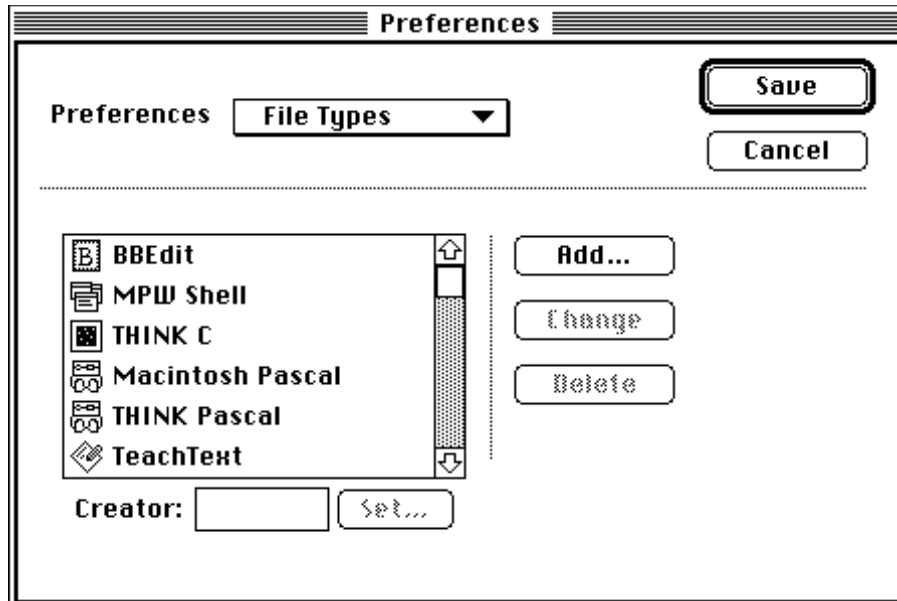 Preferences
Save
Preferences File Types
Cancel
B BBEdit
Add...
MPW Shell
Change
THINK C
Macintosh Pascal
Delete
THINK Pascal
TeachText
Creator: Set...